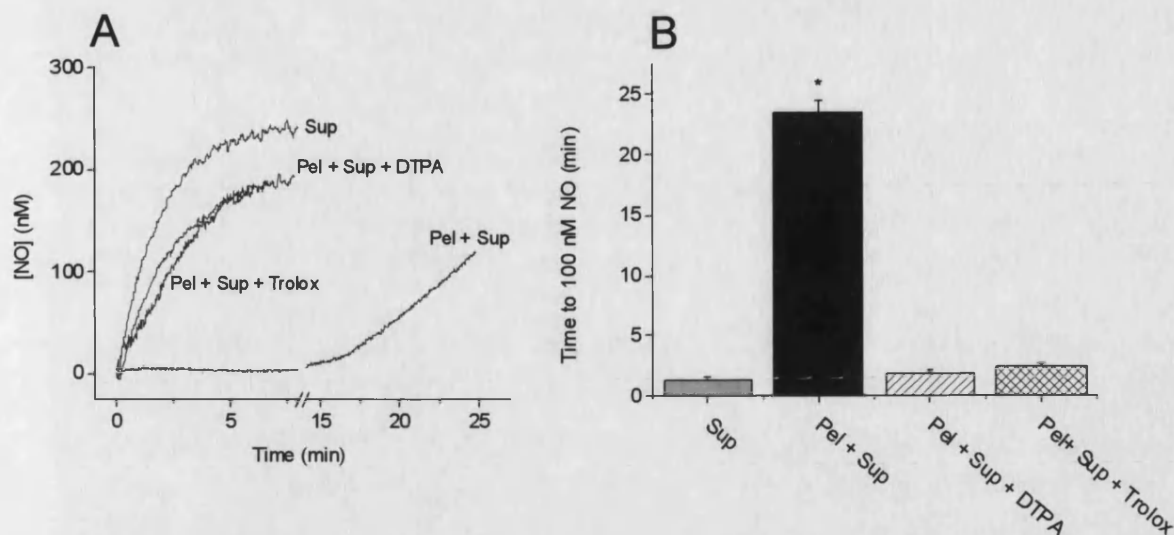 A
300
200
100
0
[NO] (nM)
Sup
Pel + Sup + DTPA
Pel + Sup
Pel + Sup + Trolox
0
5
15
20
25
Time (min)
B
25
20
15
10
5
0
Time to 100 nM NO (min)
*
Sup
Pel + Sup
Pel + Sup + DTPA
Pel+ Sup + Trolox